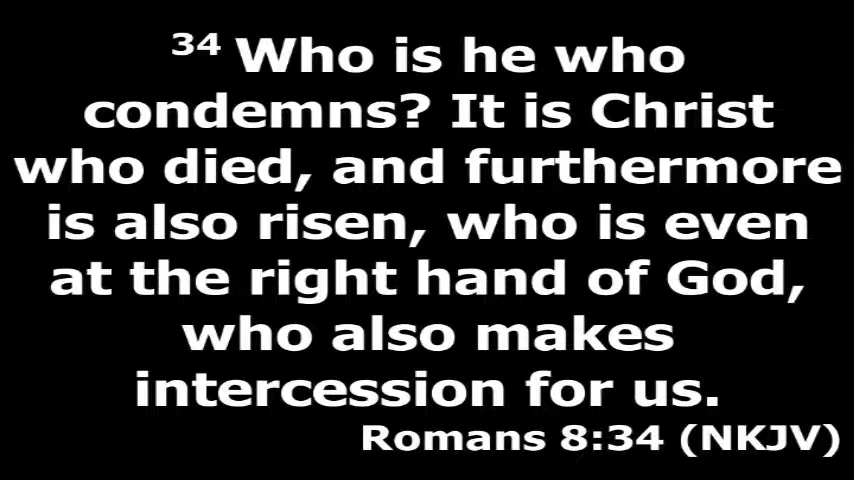 34 Who is he who
condemns? It is Christ
who died, and furthermore
is also risen, who is even
at the right hand of God,
who also makes
intercession for us.
Romans 8:34 (NKJV)